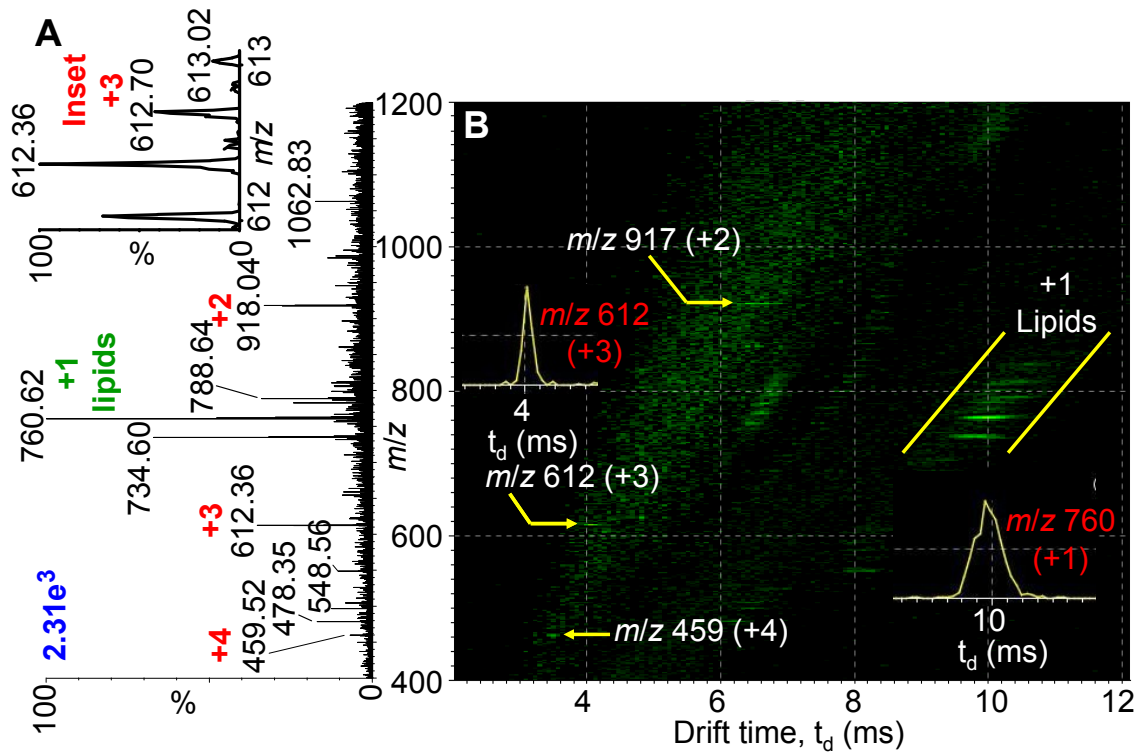 A
Inset
+3
612.36
612.70
613.02
613
612
m/z
100
%
0
1062.83
+2
918.04
788.64
+1
lipids
760.62
734.60
+3
612.36
548.56
478.35
459.52
+4
2.31e³
100
%
0
m/z
B
1200
1000
800
600
400
m/z 917 (+2)
m/z 612
(+3)
4
t_d (ms)
m/z 612 (+3)
m/z 459 (+4)
+1
Lipids
m/z 760
(+1)
10
t_d (ms)
4
6
8
10
12
Drift time, t_d (ms)